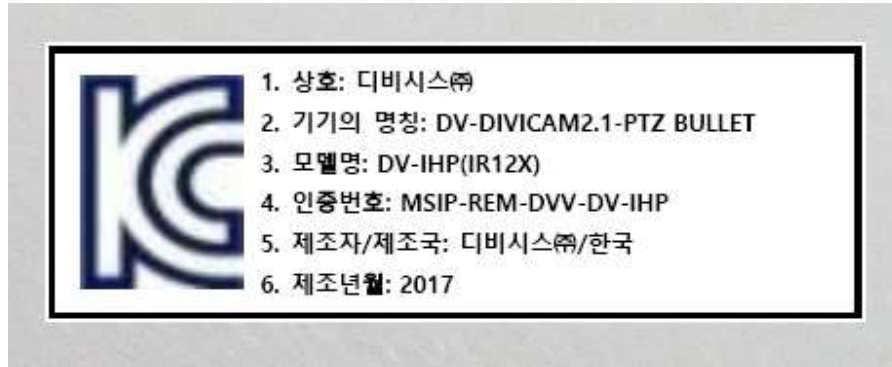 1. 상호: 디비시스㈜
2. 기기의 명칭: DV-DIVICAM2.1-PTZ BULLET
3. 모델명: DV-IHP(IR12X)
4. 인증번호: MSIP-REM-DVV-DV-IHP
5. 제조자/제조국: 디비시스㈜/한국
6. 제조년월: 2017